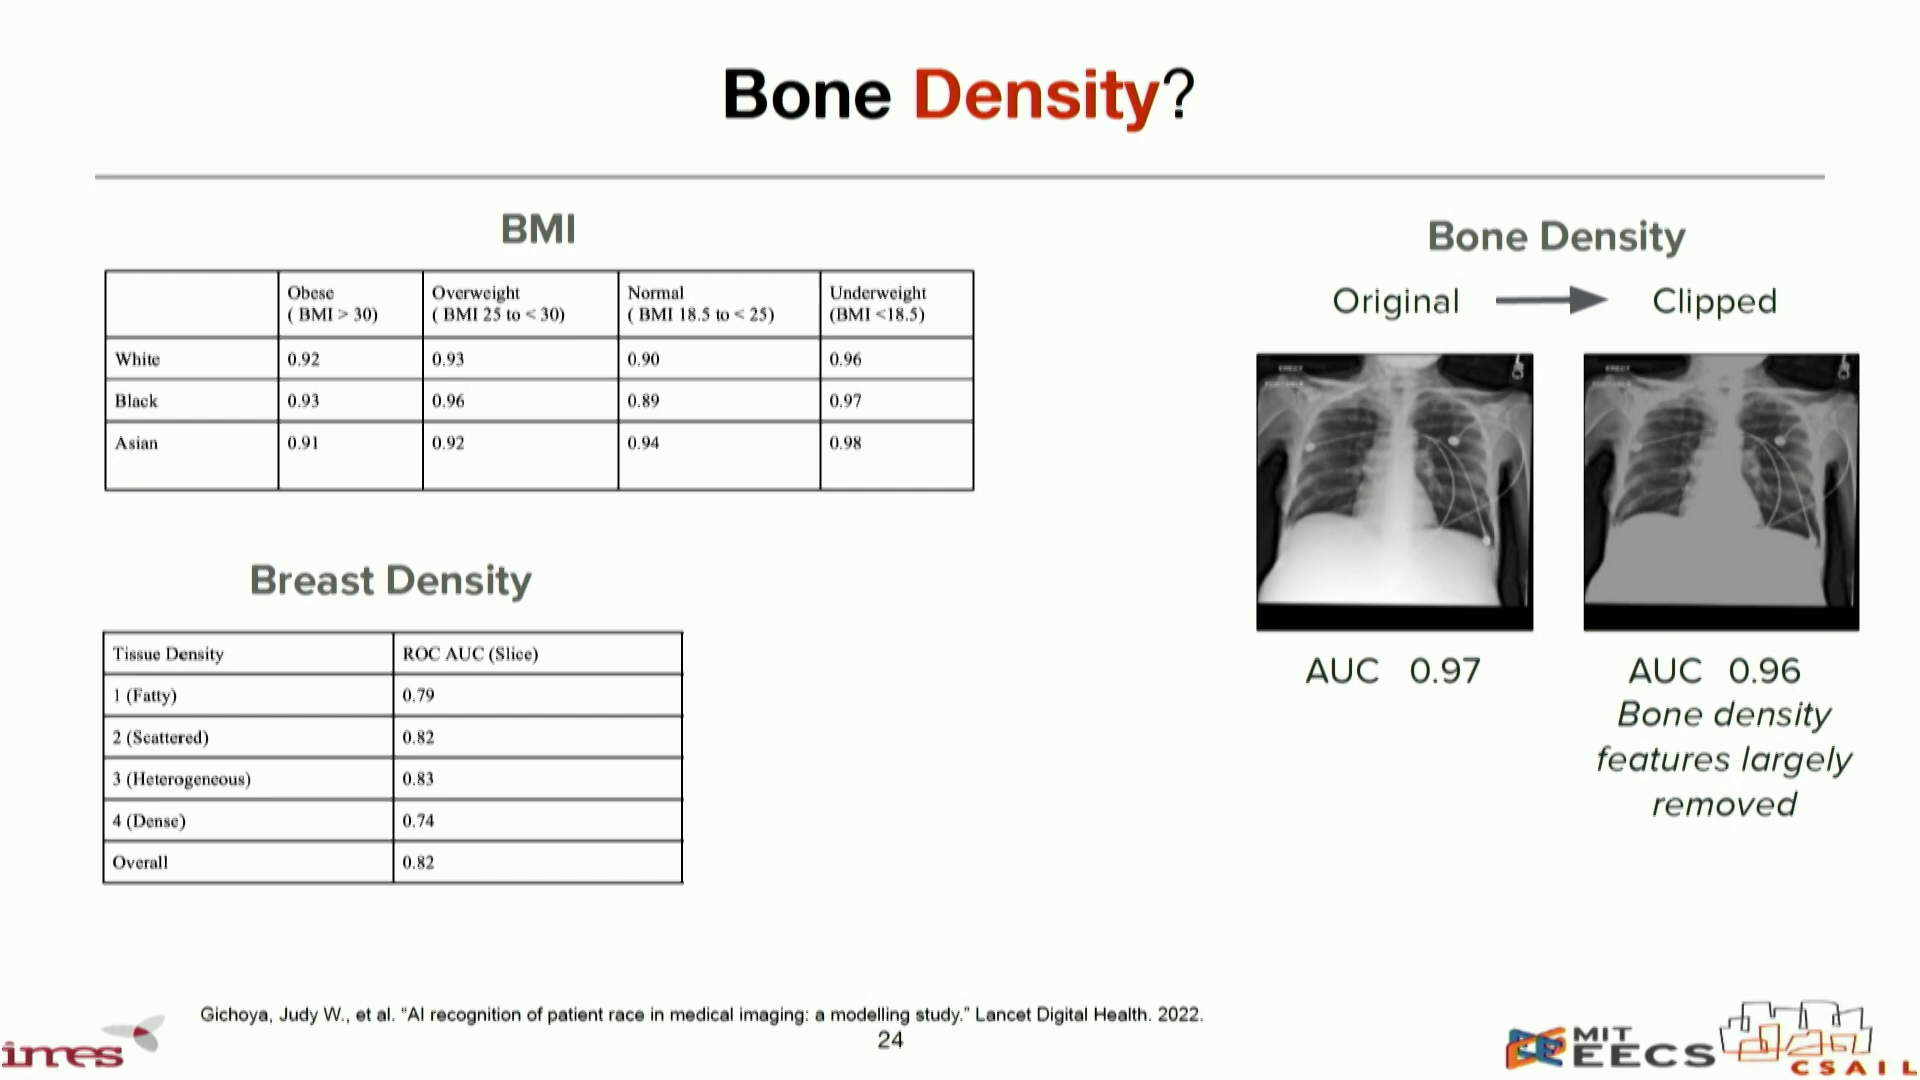 Bone Density?
BMI
Obese
( BMI > 30)
Overweight
( BMI 25 to < 30)
Normal
( BMI 18.5 to < 25)
Underweight
(BMI <18.5)
White 0.92 0.93 0.90 0.96
Black 0.93 0.96 0.89 0.97
Asian 0.91 0.92 0.94 0.98
Breast Density
Tissue Density ROC AUC (Slice)
1 (Fatty) 0.79
2 (Scattered) 0.82
3 (Heterogeneous) 0.83
4 (Dense) 0.74
Overall 0.82
Bone Density
Original Clipped
AUC 0.97
AUC 0.96
Bone density
features largely
removed
Gichoya, Judy W., et al. “AI recognition of patient race in medical imaging: a modelling study.” Lancet Digital Health. 2022.
24
imes
MIT
EECS
CSAIL